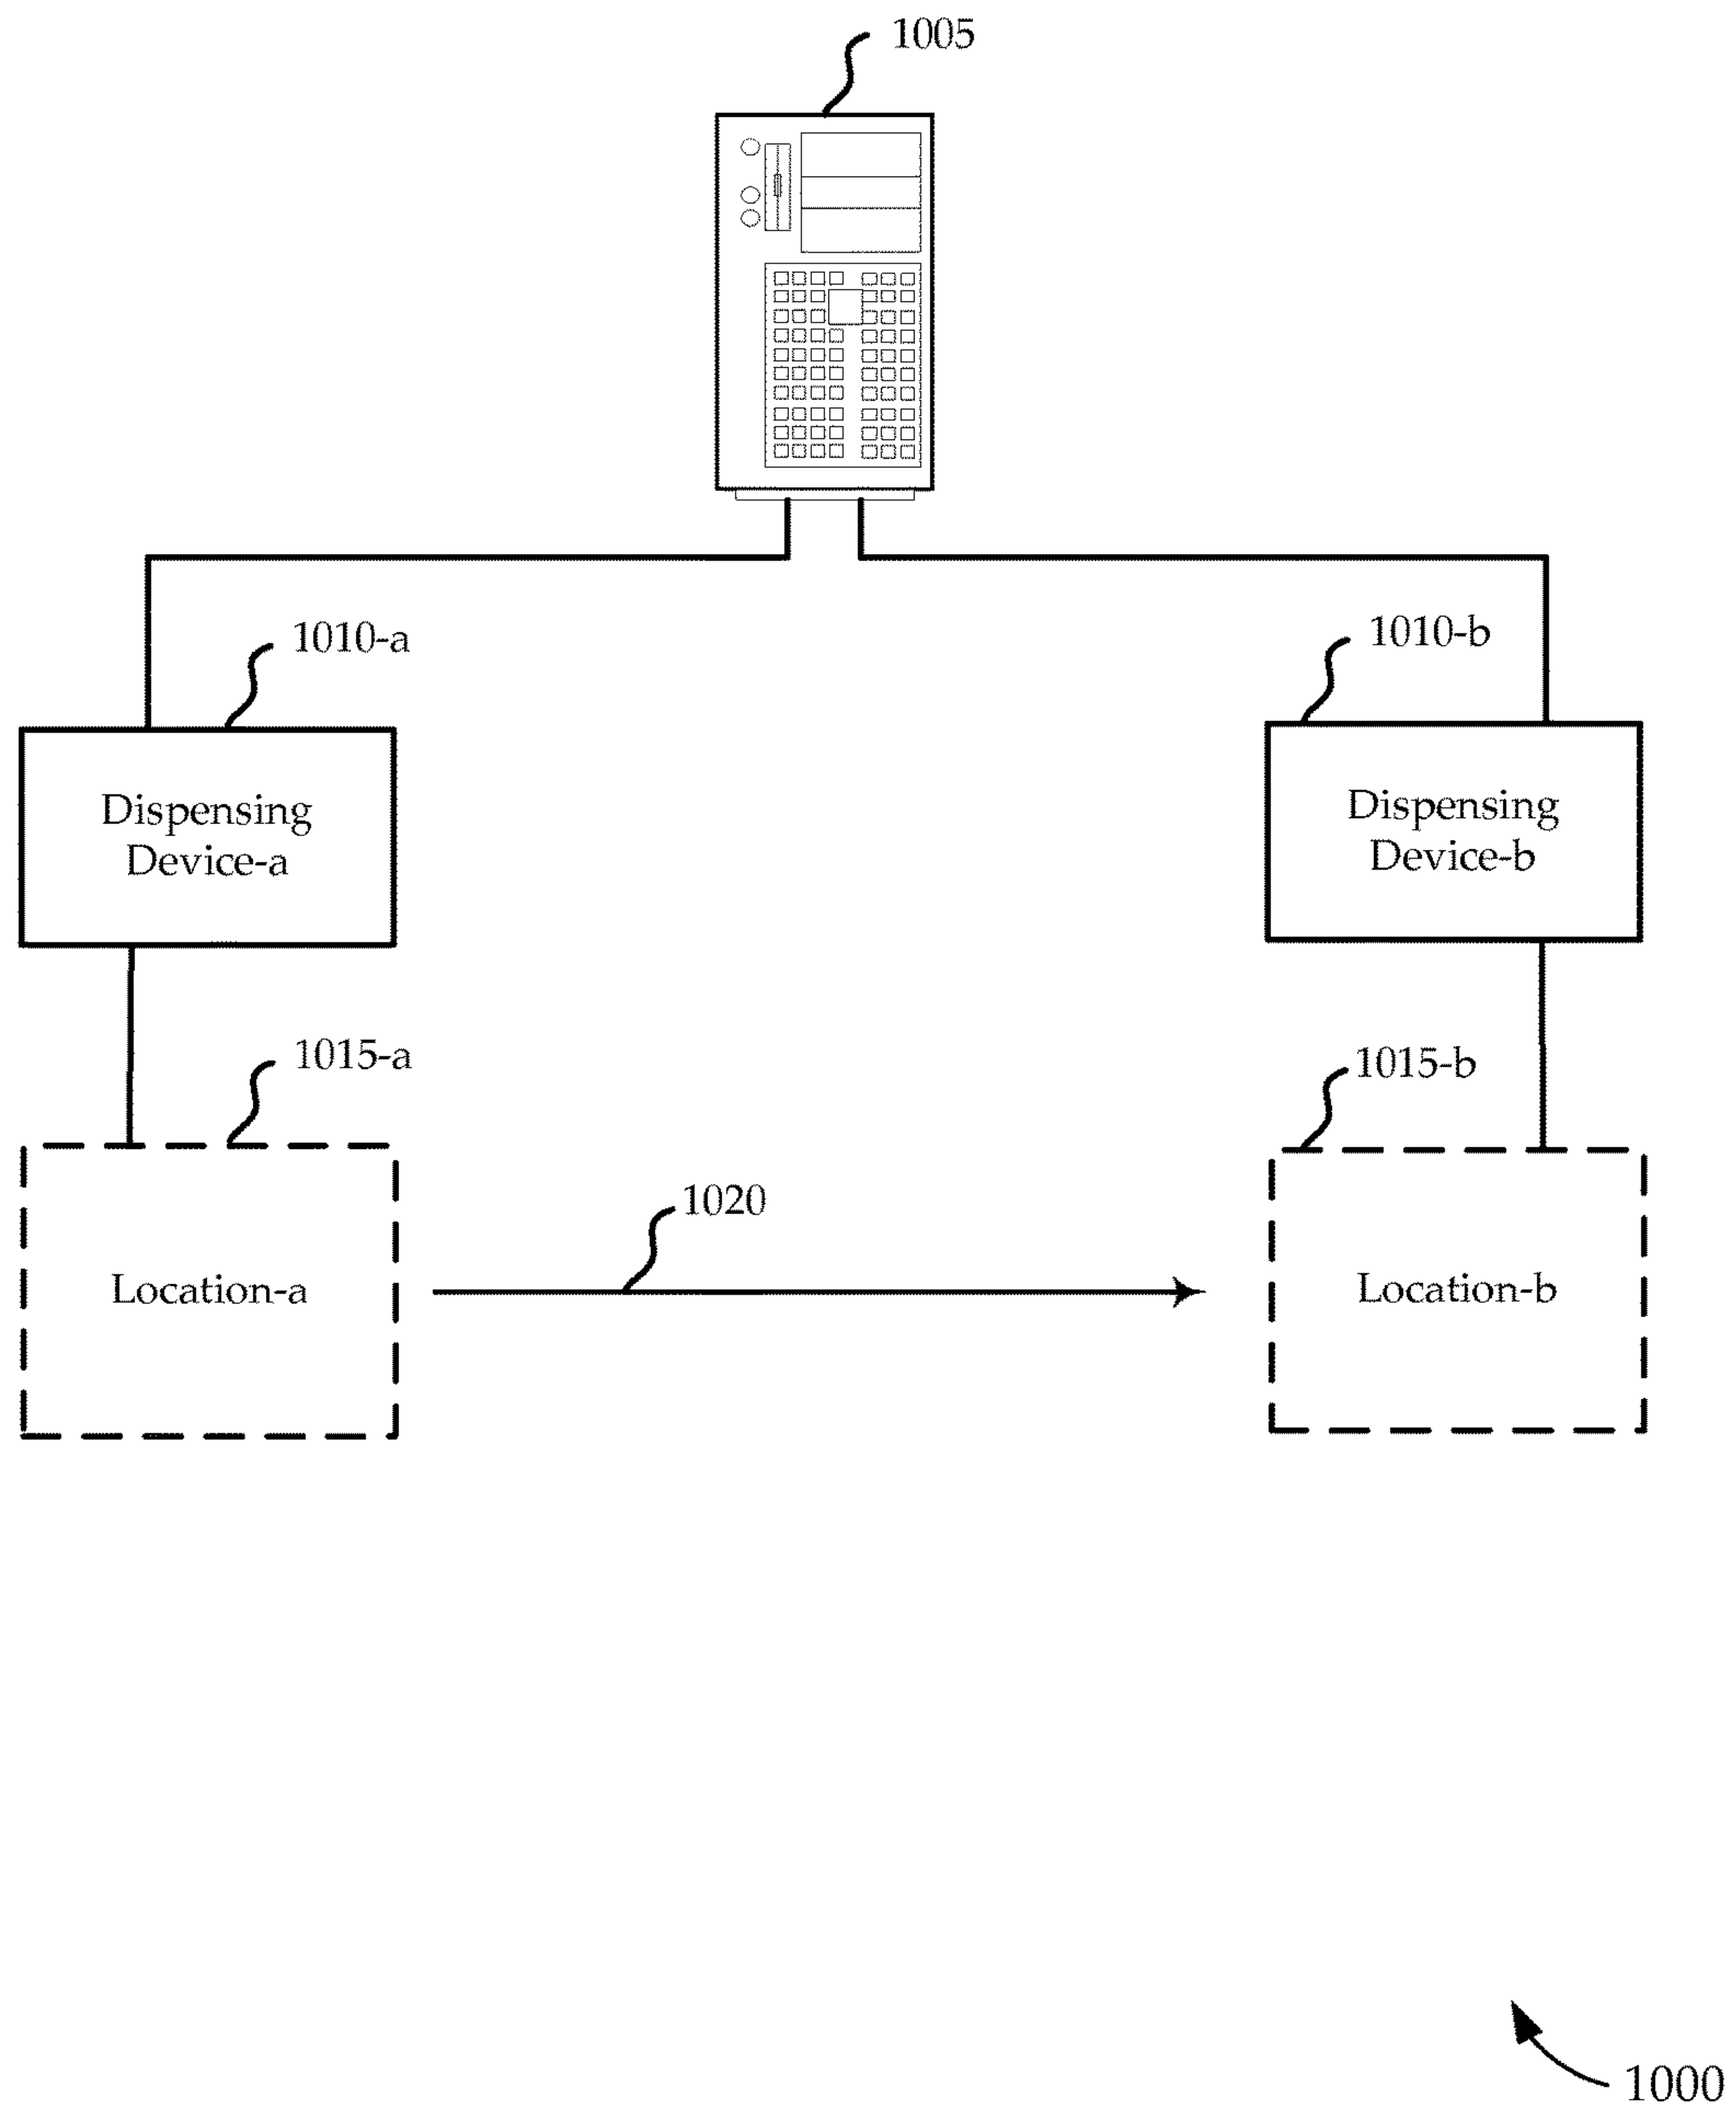 1005
1010-a
1010-b
Dispensing
Device-a
Dispensing
Device-b
1015-a
1015-b
1020
Location-a
Location-b
1000